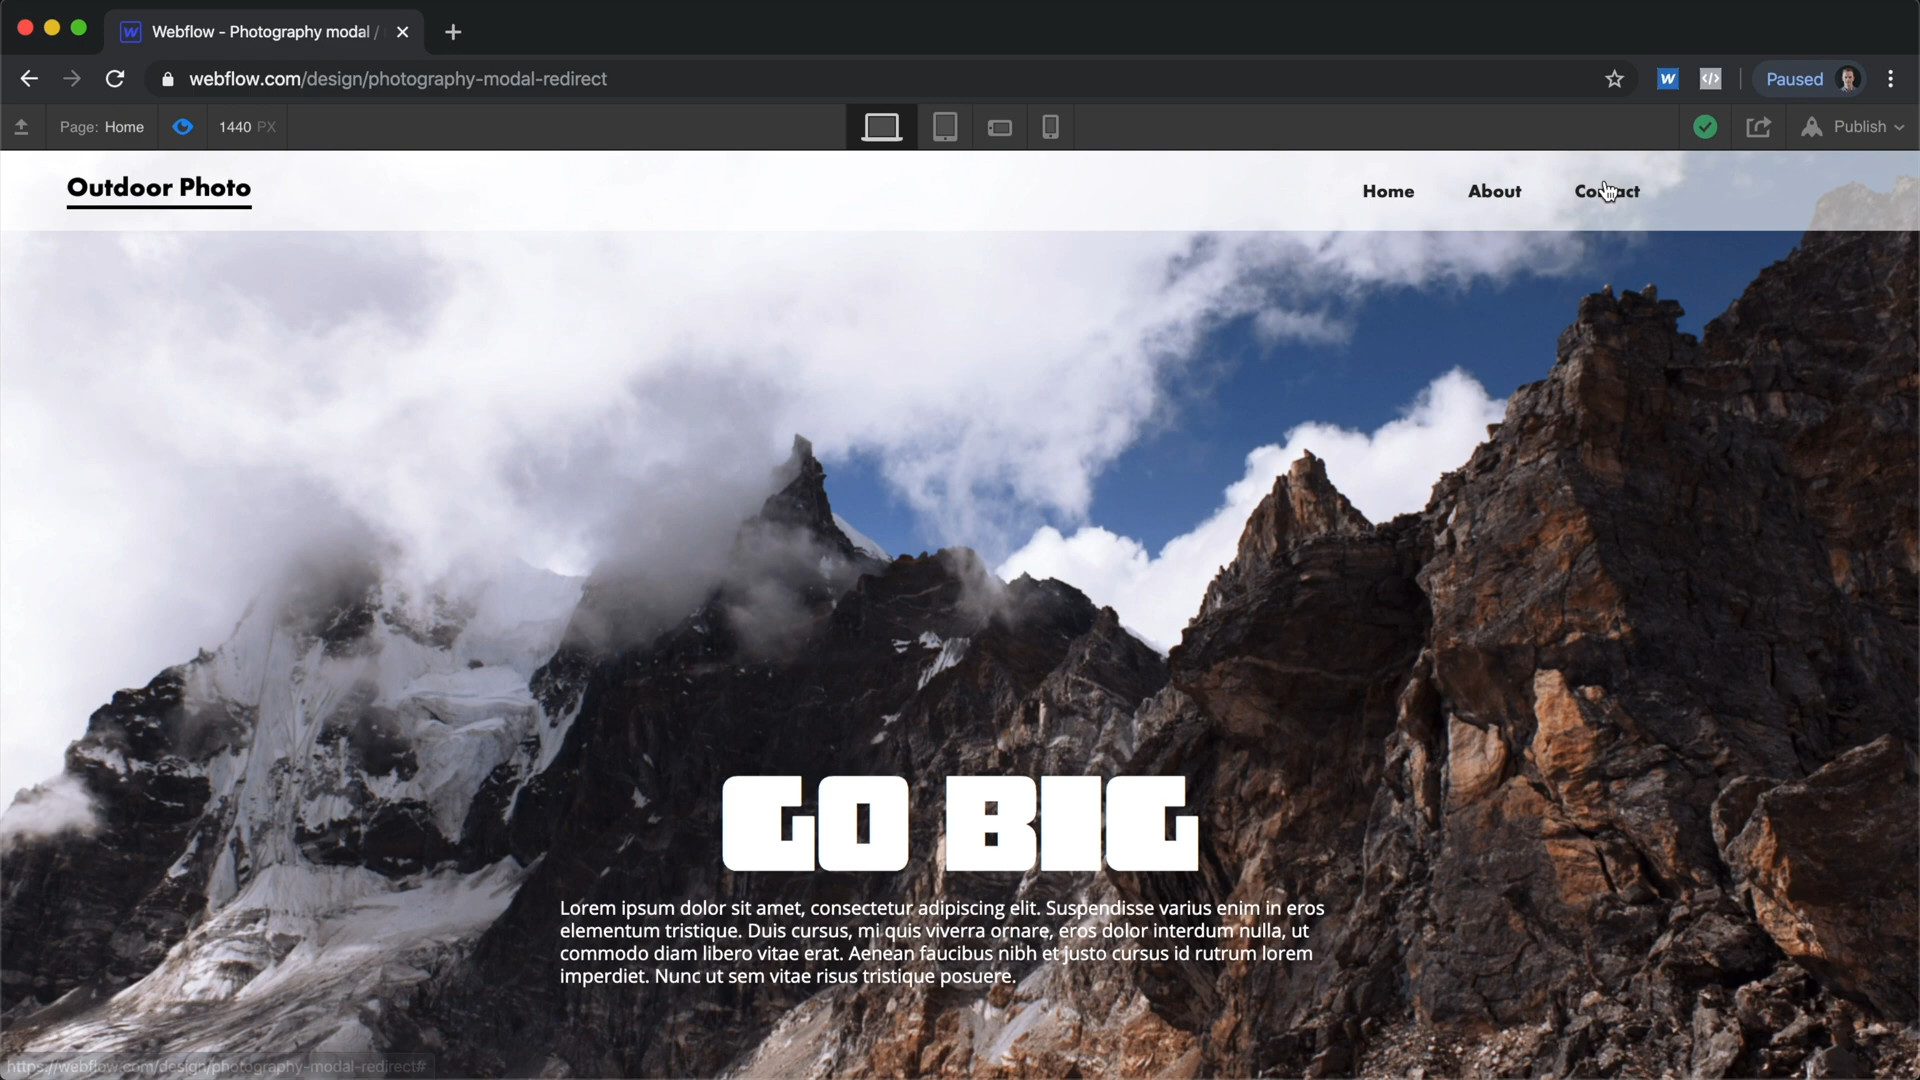 Webflow - Photography modal /
webflow.com/design/photography-modal-redirect
Paused
Page: Home
1440 PX
Publish
Outdoor Photo
Home
About
Contact
GO BIG
Lorem ipsum dolor sit amet, consectetur adipiscing elit. Suspendisse varius enim in eros
elementum tristique. Duis cursus, mi quis viverra ornare, eros dolor interdum nulla, ut
commodo diam libero vitae erat. Aenean faucibus nibh et justo cursus id rutrum lorem
imperdiet. Nunc ut sem vitae risus tristique posuere.
https://webflow.com/design/photography-modal-redirect#